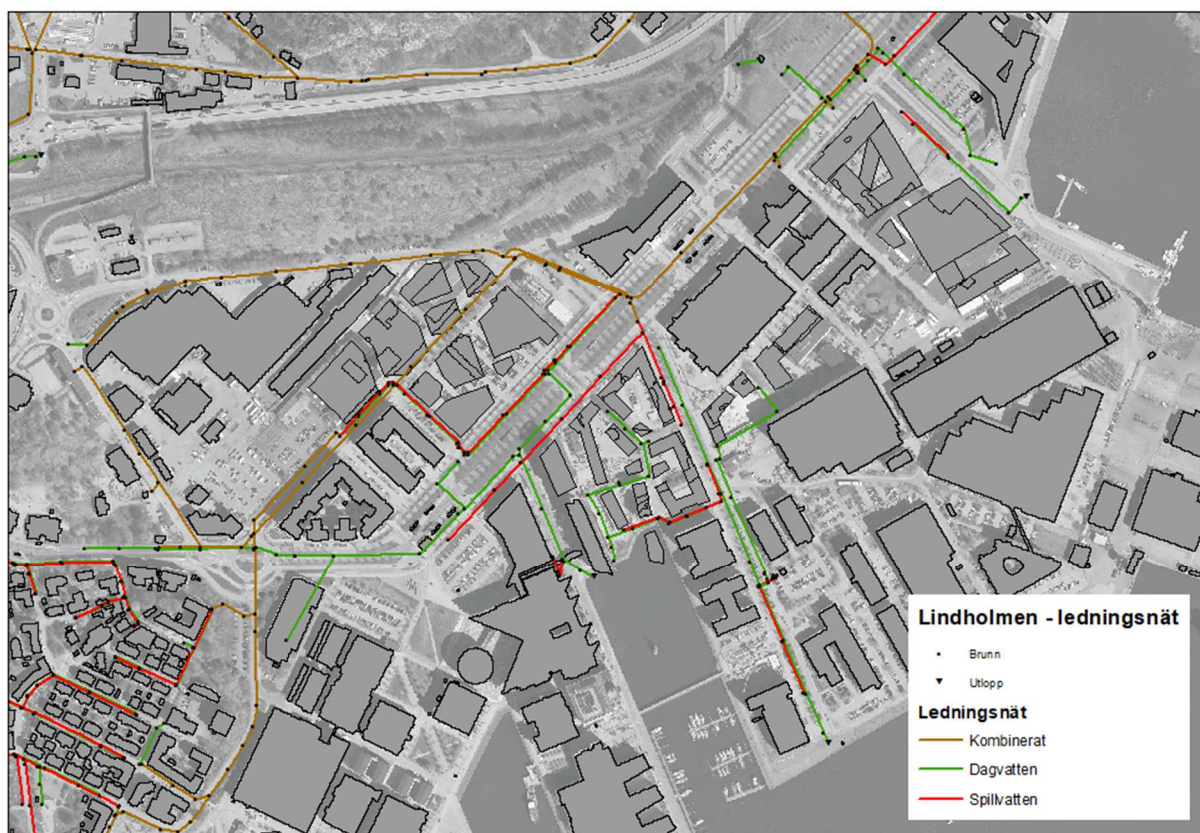 Lindholmen - ledningsnät
Brunn
Utlopp
Ledningsnät
Kombinerat
Dagvatten
Spillvatten